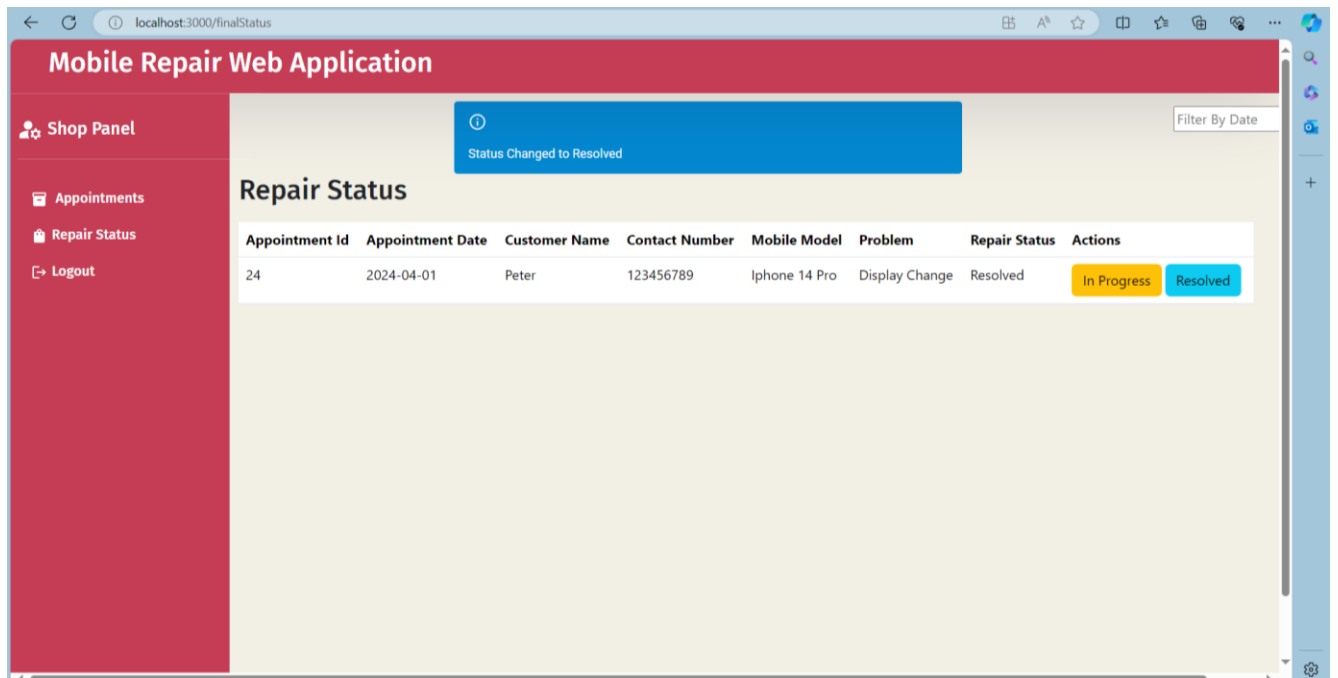 localhost:3000/finalStatus
Mobile Repair Web Application
Shop Panel
Filter By Date
Status Changed to Resolved
Appointments
Repair Status
Logout
Repair Status
Appointment Id Appointment Date Customer Name Contact Number Mobile Model Problem Repair Status Actions
24 2024-04-01 Peter 123456789 Iphone 14 Pro Display Change Resolved In Progress Resolved